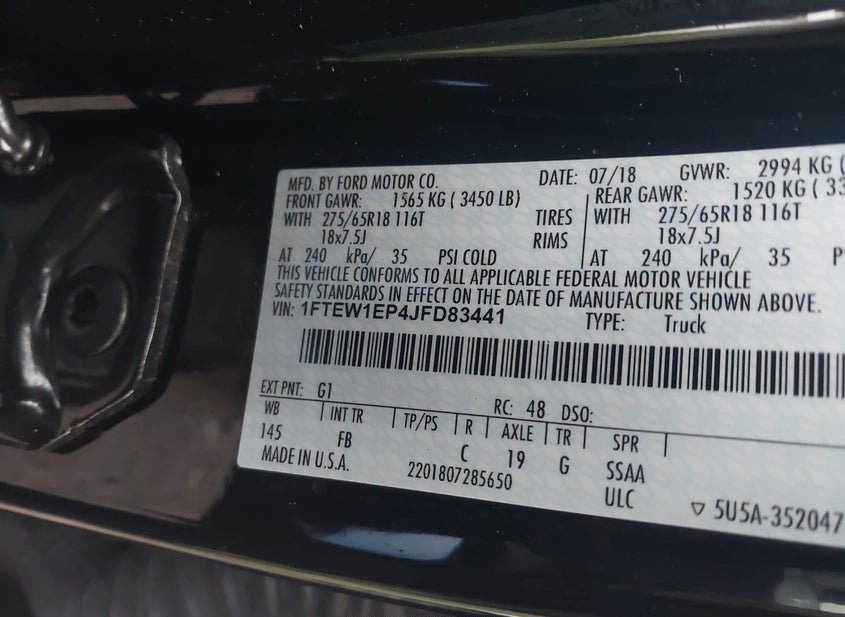 MFD. BY FORD MOTOR CO. DATE: 07/18 GVWR: 2994 KG (
FRONT GAWR: 1565 KG ( 3450 LB) REAR GAWR: 1520 KG ( 33
WITH 275/65R18 116T TIRES WITH 275/65R18 116T
18x7.5J RIMS 18x7.5J
AT 240 kPa/ 35 PSI COLD AT 240 kPa/ 35 P
THIS VEHICLE CONFORMS TO ALL APPLICABLE FEDERAL MOTOR VEHICLE
SAFETY STANDARDS IN EFFECT ON THE DATE OF MANUFACTURE SHOWN ABOVE.
VIN: 1FTEW1EP4JFD83441 TYPE: Truck
EXT PNT: G1 RC: 48 DSO:
WB INT TR TP/PS R AXLE TR SPR
145 FB C 19 G SSAA
MADE IN U.S.A. 2201807285650 ULC
5U5A-352047